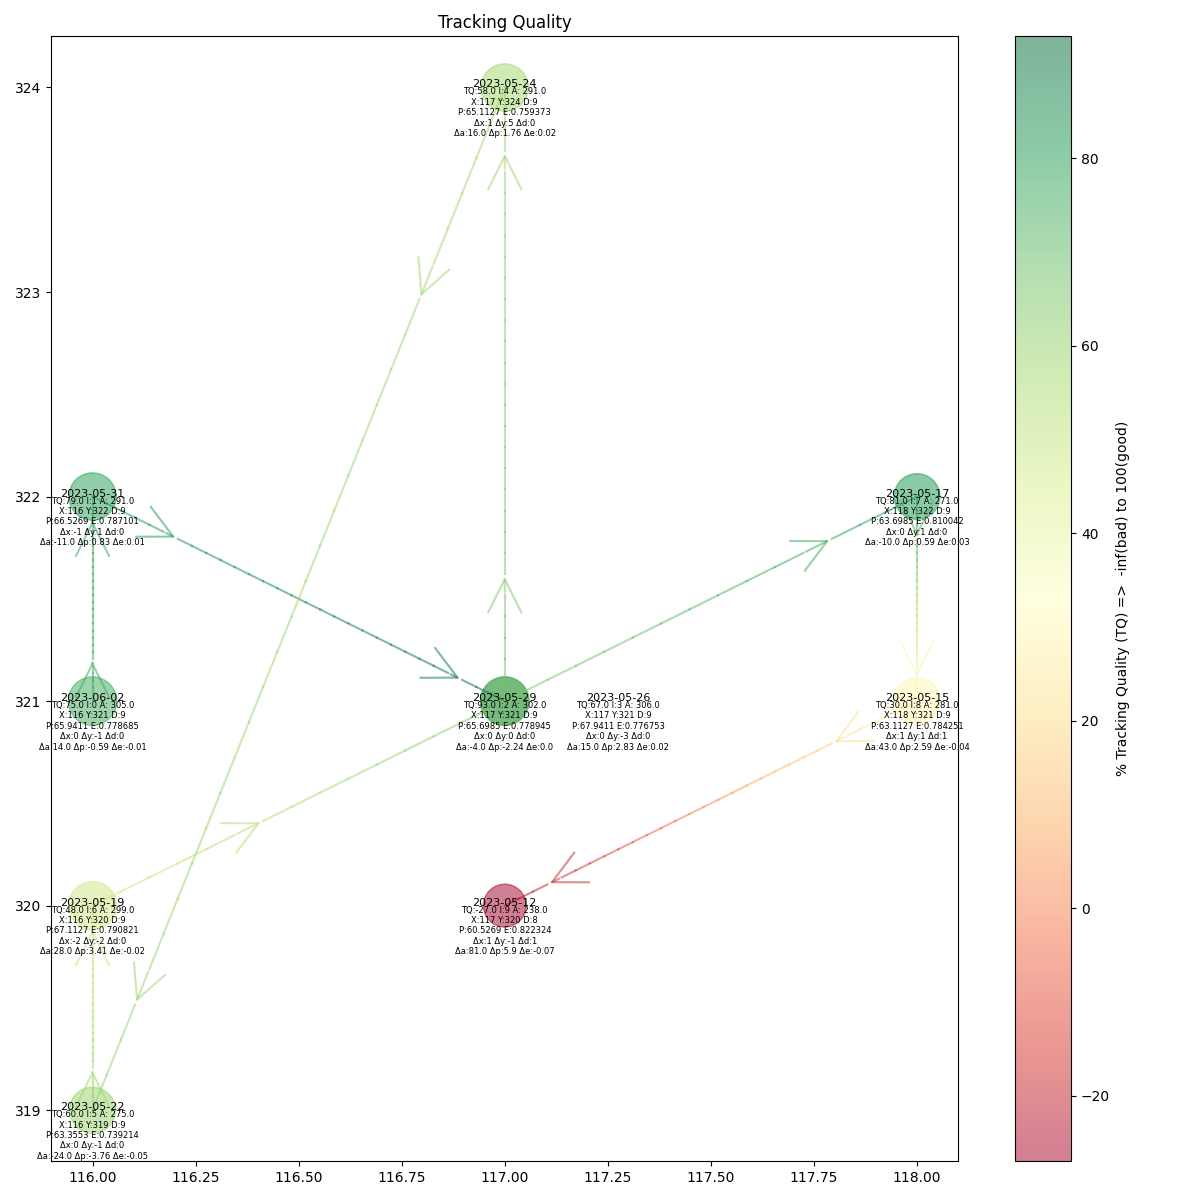 Tracking Quality
324
323
322
321
320
319
2023-05-24
TQ:58.0 I:4 A: 291.0
X:117 Y:324 D:9
P:65.1127 E:0.759373
Δx:1 Δy:5 Δd:0
Δa:16.0 Δp:1.76 Δe:0.02
2023-05-31
TQ:79.0 I:1 A: 291.0
X:116 Y:322 D:9
P:66.5269 E:0.787101
Δx:-1 Δy:1 Δd:0
Δa:-11.0 Δp:0.83 Δe:0.01
2023-05-17
TQ:81.0 I:7 A: 271.0
X:118 Y:322 D:9
P:63.6985 E:0.810042
Δx:0 Δy:1 Δd:0
Δa:-10.0 Δp:0.59 Δe:0.03
2023-06-02
TQ:75.0 I:0 A: 305.0
X:116 Y:321 D:9
P:65.9411 E:0.778685
Δx:0 Δy:-1 Δd:0
Δa:14.0 Δp:-0.59 Δe:-0.01
2023-05-29
TQ:93.0 I:2 A: 302.0
X:117 Y:321 D:9
P:65.6985 E:0.778945
Δx:0 Δy:0 Δd:0
Δa:-4.0 Δp:-2.24 Δe:0.0
2023-05-26
TQ:67.0 I:3 A: 306.0
X:117 Y:321 D:9
P:67.9411 E:0.776753
Δx:0 Δy:-3 Δd:0
Δa:15.0 Δp:2.83 Δe:0.02
2023-05-15
TQ:30.0 I:8 A: 281.0
X:118 Y:321 D:9
P:63.1127 E:0.784251
Δx:1 Δy:1 Δd:1
Δa:43.0 Δp:2.59 Δe:-0.04
2023-05-19
TQ:48.0 I:6 A: 299.0
X:116 Y:320 D:9
P:67.1127 E:0.790821
Δx:-2 Δy:-2 Δd:0
Δa:28.0 Δp:3.41 Δe:-0.02
2023-05-12
TQ:-27.0 I:9 A: 238.0
X:117 Y:320 D:8
P:60.5269 E:0.822324
Δx:1 Δy:-1 Δd:1
Δa:81.0 Δp:5.9 Δe:-0.07
2023-05-22
TQ:60.0 I:5 A: 275.0
X:116 Y:319 D:9
P:63.3553 E:0.739214
Δx:0 Δy:-1 Δd:0
Δa:-24.0 Δp:-3.76 Δe:-0.05
116.00 116.25 116.50 116.75 117.00 117.25 117.50 117.75 118.00
80
60
40
20
0
−20
% Tracking Quality (TQ) => -inf(bad) to 100(good)